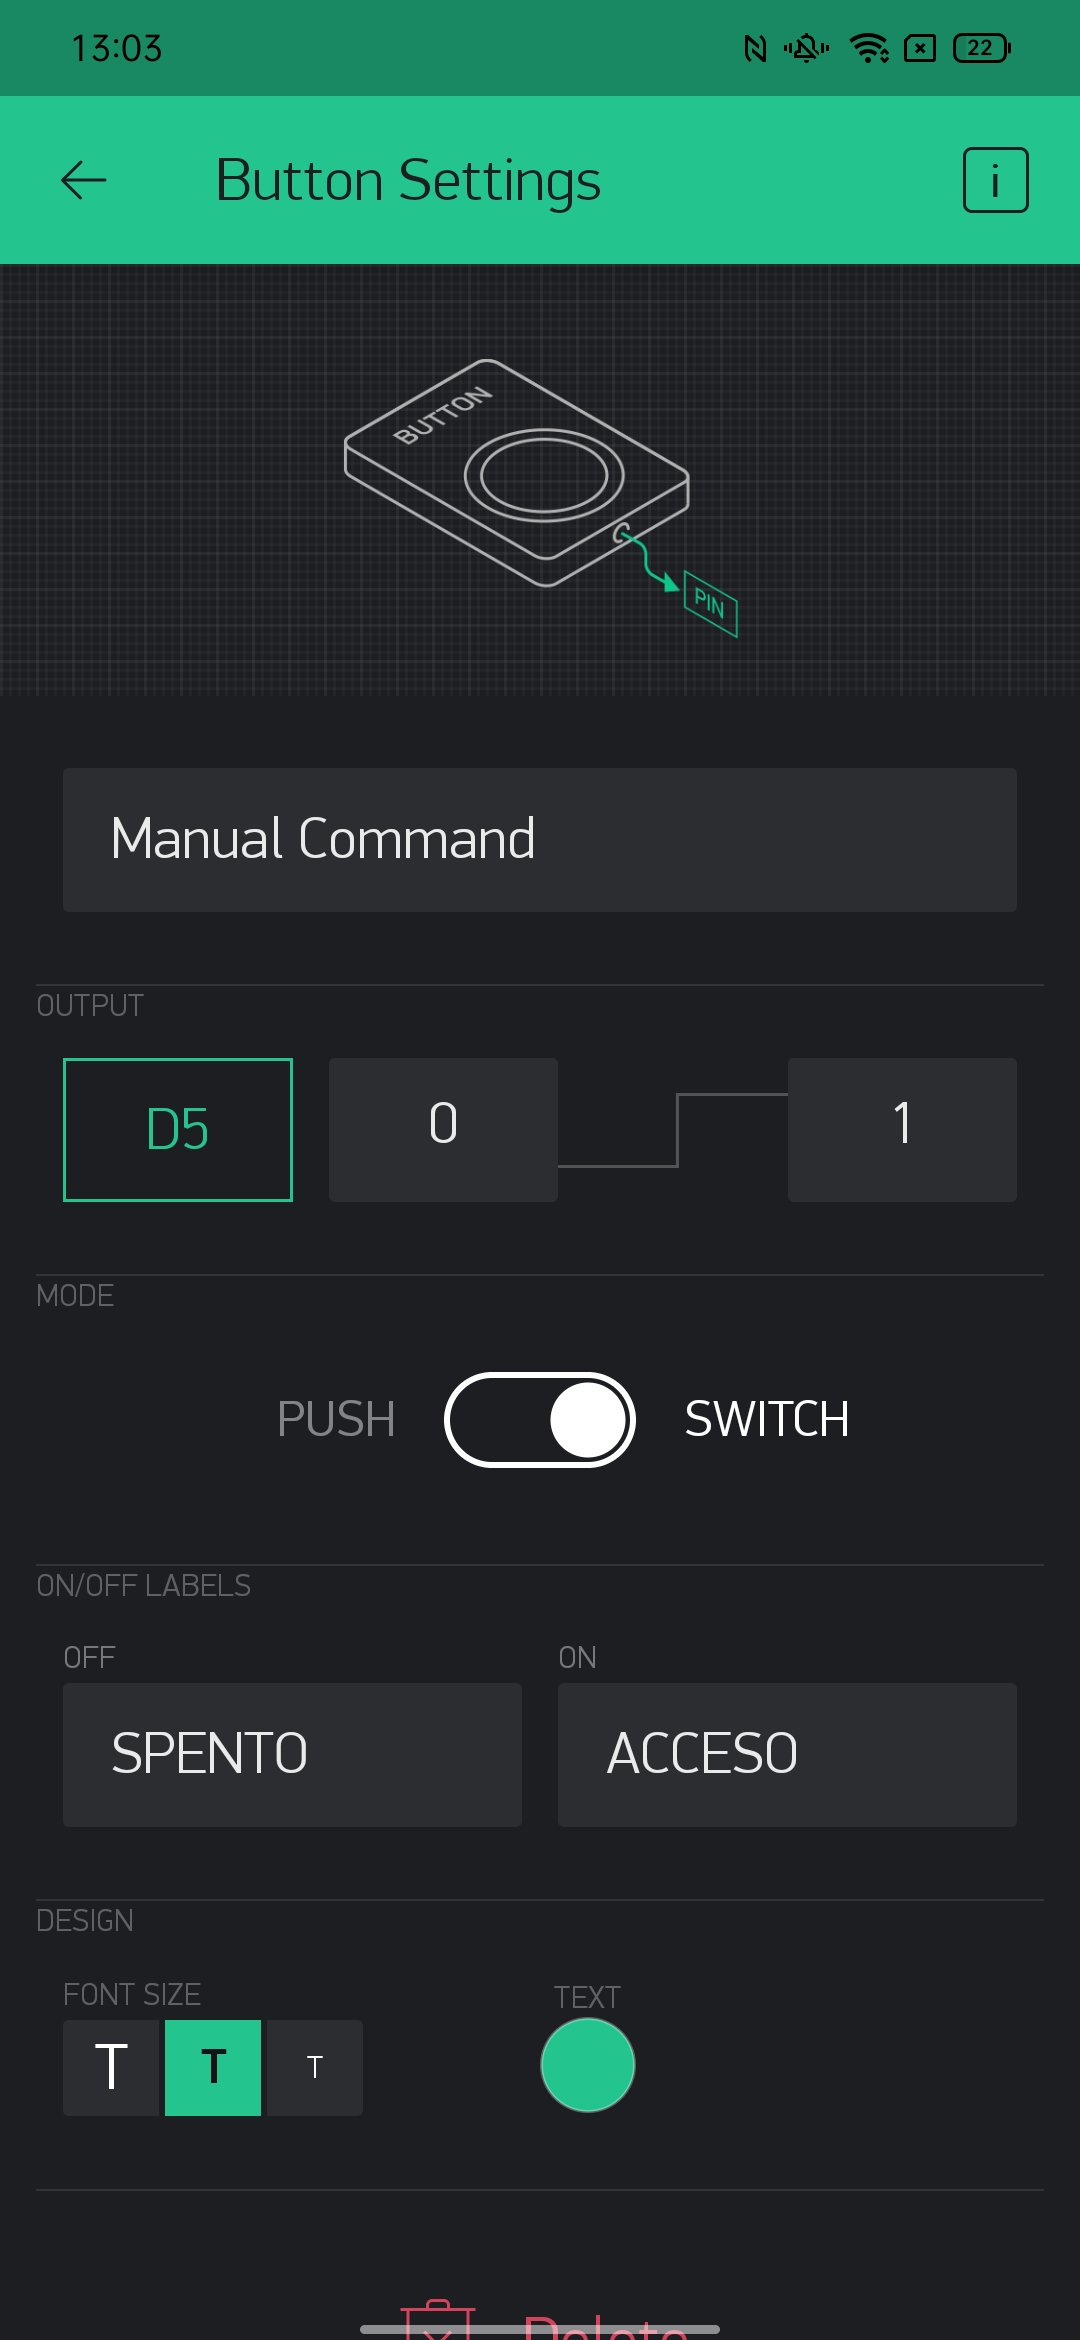 13:03
22
Button Settings
i
BUTTON
PIN
Manual Command
OUTPUT
D5
0
1
MODE
PUSH
SWITCH
ON/OFF LABELS
OFF
ON
SPENTO
ACCESO
DESIGN
FONT SIZE
TEXT
T
T
T
Delete